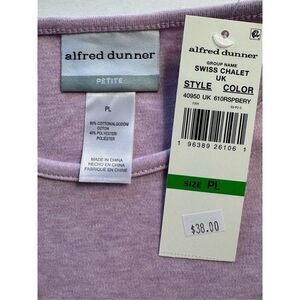 alfred dunner
PETITE
PL
60% COTTON/ALGODON/
COTON
40% POLYESTER/POLIESTER/
POLYESTER
MADE IN CHINA
HECHO EN CHINA
FABRIQUE EN CHINE
alfred dunner
GROUP NAME
SWISS CHALET
UK
STYLE COLOR
40950 UK 610RSPBERY
1 96389 26106 1
SIZE PL
$38.00